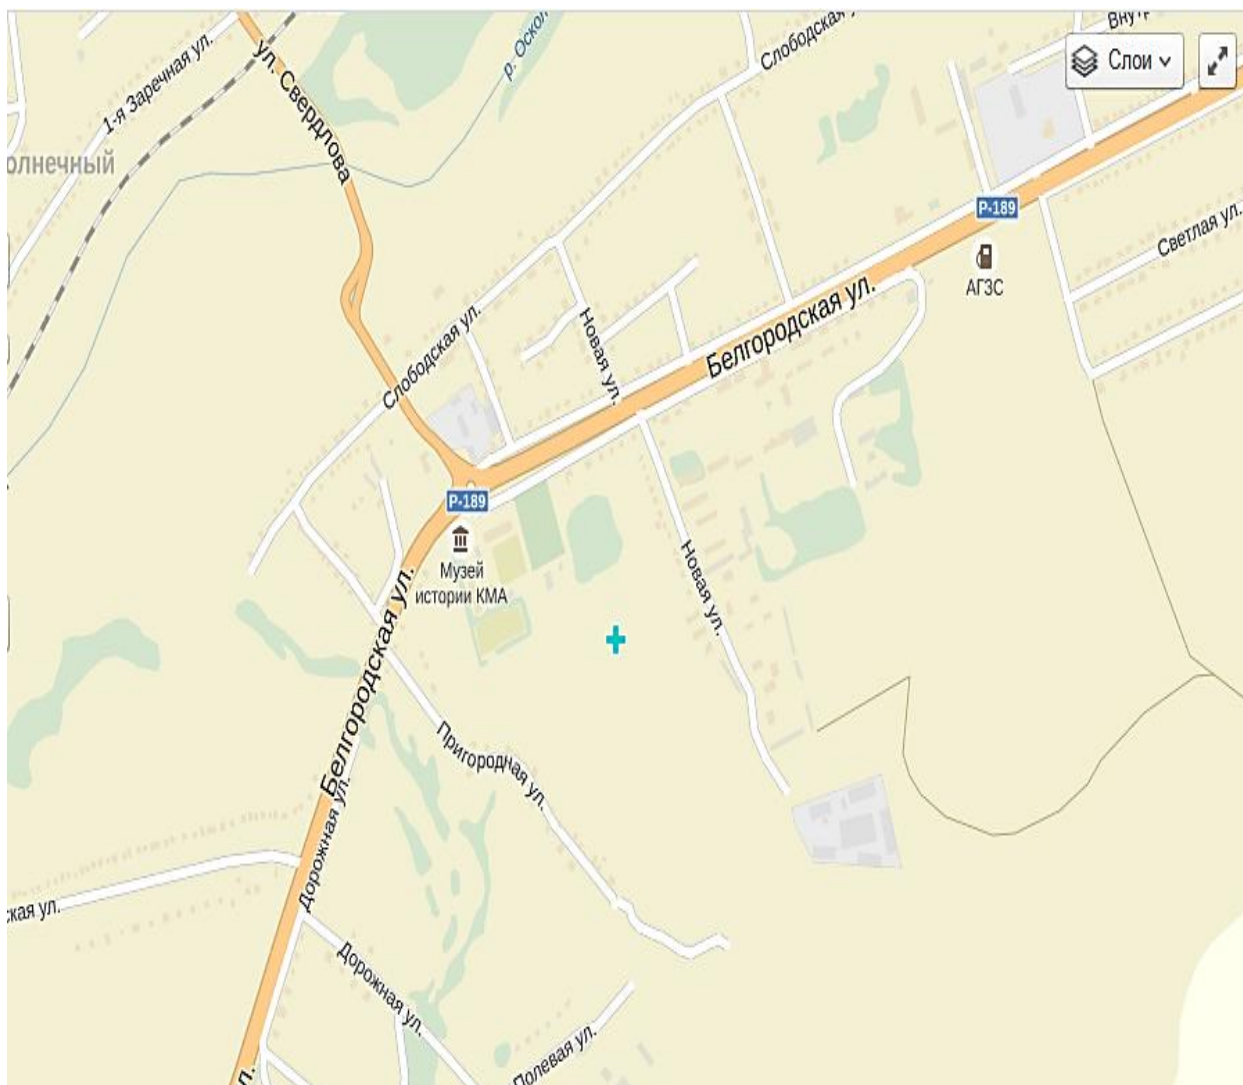 Слободская ул.
Внутр
Слои
р. Оскол
1-я Заречная ул.
ул. Свердлова
олнечный
Р-189
Светлая ул.
АГЗС
Белгородская ул.
Новая ул.
Слободская ул.
Р-189
Музей
истории КМА
Новая ул.
Белгородская ул.
Пригородная ул.
Дорожная ул.
ская ул.
Дорожная ул.
Полевая ул.
л.